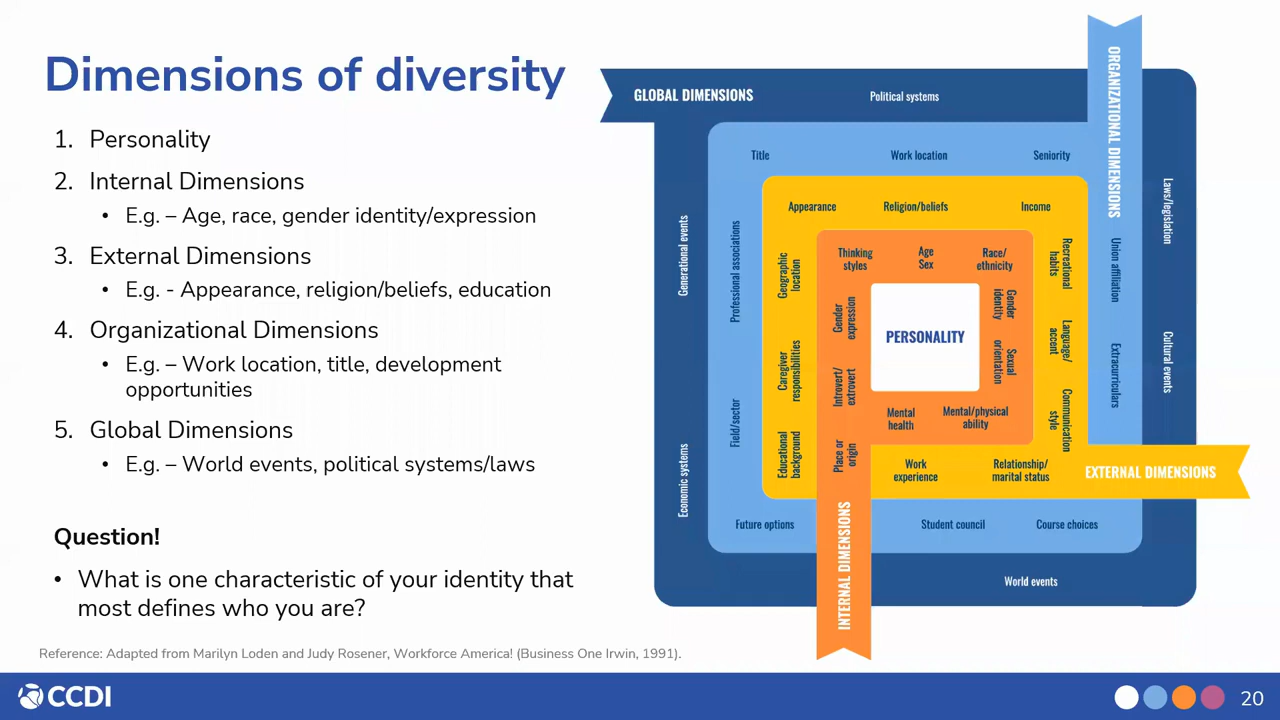 Dimensions of diversity
1. Personality
2. Internal Dimensions
• E.g. – Age, race, gender identity/expression
3. External Dimensions
• E.g. - Appearance, religion/beliefs, education
4. Organizational Dimensions
• E.g. – Work location, title, development
opportunities
5. Global Dimensions
• E.g. – World events, political systems/laws
Question!
• What is one characteristic of your identity that
most defines who you are?
Reference: Adapted from Marilyn Loden and Judy Rosener, Workforce America! (Business One Irwin, 1991).
GLOBAL DIMENSIONS
Political systems
Laws/legislation
Cultural events
World events
Economic systems
Generational events
ORGANIZATIONAL DIMENSIONS
Title
Work location
Seniority
Union affiliation
Extracurriculars
Course choices
Student council
Future options
Field/sector
Professional associations
EXTERNAL DIMENSIONS
Appearance
Religion/beliefs
Income
Recreational
habits
Language/
accent
Communication
style
Relationship/
marital status
Work
experience
Educational
background
Caregiver
responsibilities
Geographic
location
INTERNAL DIMENSIONS
Thinking
styles
Age
Sex
Race/
ethnicity
Gender
identity
Sexual
orientation
Mental/physical
ability
Mental
health
Place or
origin
Introvert/
extrovert
Gender
expression
PERSONALITY
CCDI
20